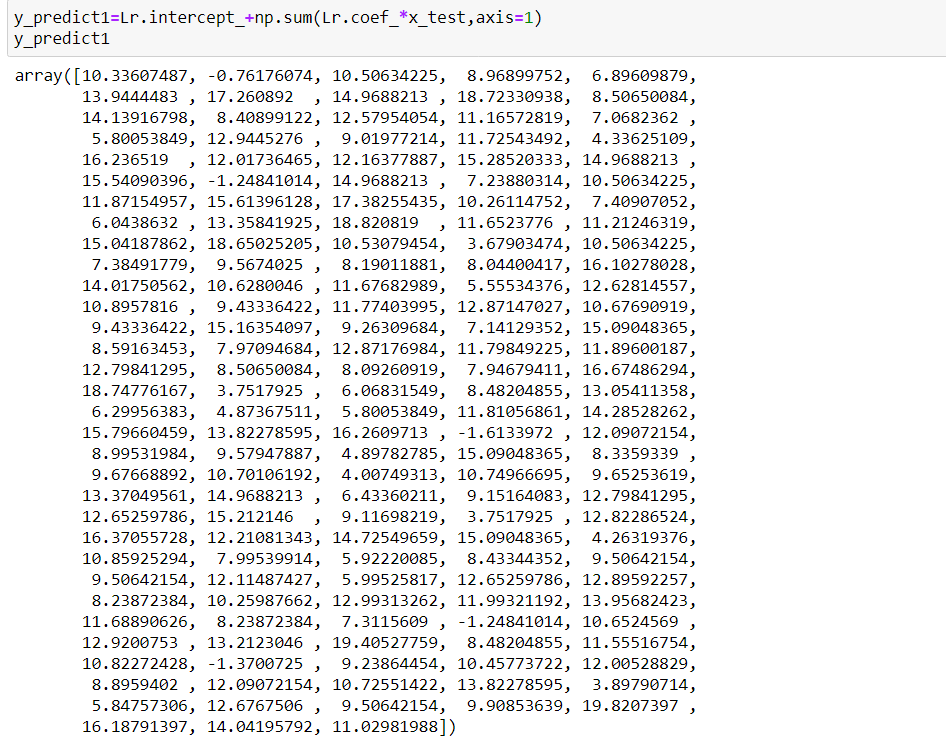 y_predict1=Lr.intercept_+np.sum(Lr.coef_*x_test,axis=1)
y_predict1
array([10.33607487, -0.76176074, 10.50634225,  8.96899752,  6.89609879,
       13.9444483 , 17.260892  , 14.9688213 , 18.72330938,  8.50650084,
       14.13916798,  8.40899122, 12.57954054, 11.16572819,  7.0682362 ,
        5.80053849, 12.9445276 ,  9.01977214, 11.72543492,  4.33625109,
       16.236519  , 12.01736465, 12.16377887, 15.28520333, 14.9688213 ,
       15.54090396, -1.24841014, 14.9688213 ,  7.23880314, 10.50634225,
       11.87154957, 15.61396128, 17.38255435, 10.26114752,  7.40907052,
        6.0438632 , 13.35841925, 18.820819  , 11.6523776 , 11.21246319,
       15.04187862, 18.65025205, 10.53079454,  3.67903474, 10.50634225,
        7.38491779,  9.5674025 ,  8.19011881,  8.04400417, 16.10278028,
       14.01750562, 10.6280046 , 11.67682989,  5.55534376, 12.62814557,
       10.8957816 ,  9.43336422, 11.77403995, 12.87147027, 10.67690919,
        9.43336422, 15.16354097,  9.26309684,  7.14129352, 15.09048365,
        8.59163453,  7.97094684, 12.87176984, 11.79849225, 11.89600187,
       12.79841295,  8.50650084,  8.09260919,  7.94679411, 16.67486294,
       18.74776167,  3.7517925 ,  6.06831549,  8.48204855, 13.05411358,
        6.29956383,  4.87367511,  5.80053849, 11.81056861, 14.28528262,
       15.79660459, 13.82278595, 16.2609713 , -1.6133972 , 12.09072154,
        8.99531984,  9.57947887,  4.89782785, 15.09048365,  8.3359339 ,
        9.67668892, 10.70106192,  4.00749313, 10.74966695,  9.65253619,
       13.37049561, 14.9688213 ,  6.43360211,  9.15164083, 12.79841295,
       12.65259786, 15.212146  ,  9.11698219,  3.7517925 , 12.82286524,
       16.37055728, 12.21081343, 14.72549659, 15.09048365,  4.26319376,
       10.85925294,  7.99539914,  5.92220085,  8.43344352,  9.50642154,
        9.50642154, 12.11487427,  5.99525817, 12.65259786, 12.89592257,
        8.23872384, 10.25987662, 12.99313262, 11.99321192, 13.95682423,
       11.68890626,  8.23872384,  7.3115609 , -1.24841014, 10.6524569 ,
       12.9200753 , 13.2123046 , 19.40527759,  8.48204855, 11.55516754,
       10.82272428, -1.3700725 ,  9.23864454, 10.45773722, 12.00528829,
        8.8959402 , 12.09072154, 10.72551422, 13.82278595,  3.89790714,
        5.84757306, 12.6767506 ,  9.50642154,  9.90853639, 19.8207397 ,
       16.18791397, 14.04195792, 11.02981988])